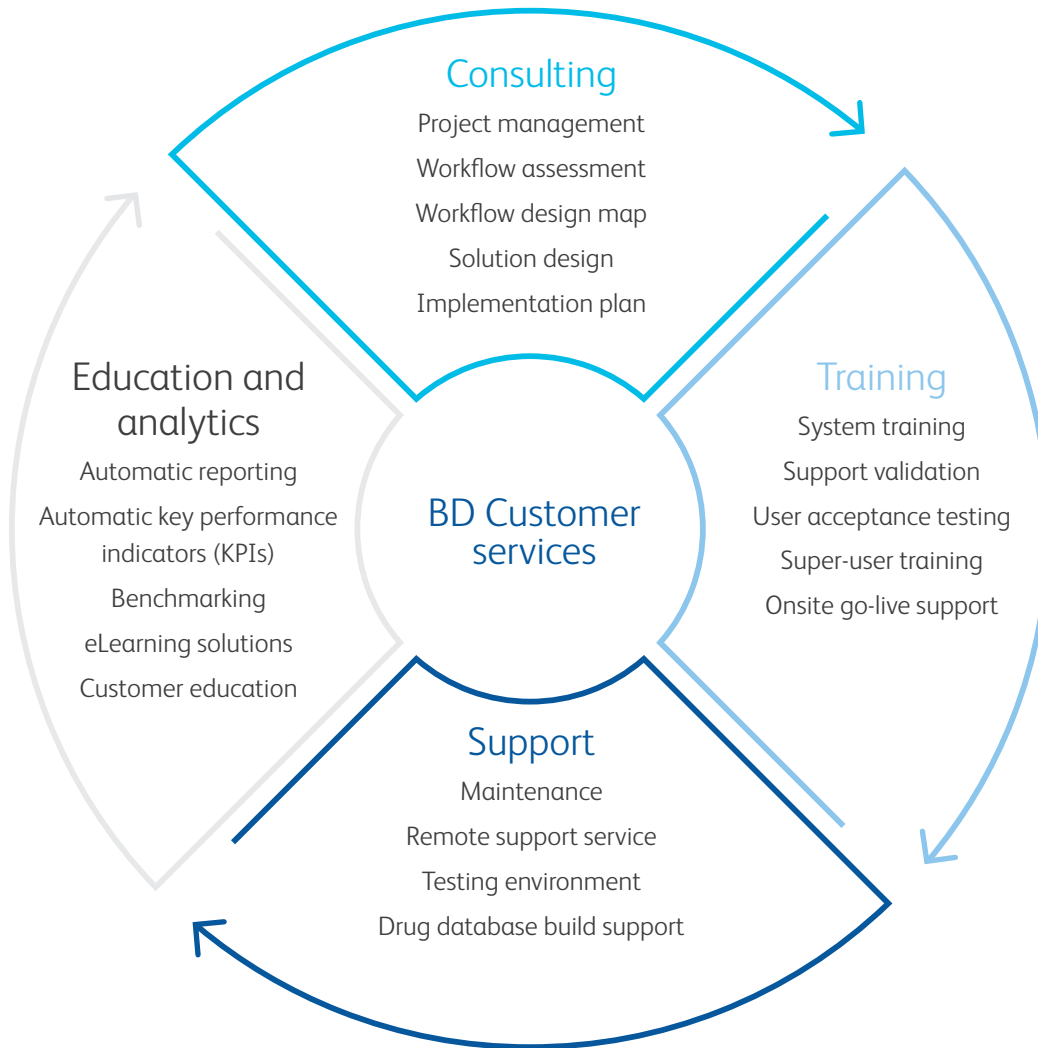 Consulting
Project management
Workflow assessment
Workflow design map
Solution design
Implementation plan
Training
System training
Support validation
User acceptance testing
Super-user training
Onsite go-live support
Support
Maintenance
Remote support service
Testing environment
Drug database build support
Education and
analytics
Automatic reporting
Automatic key performance
indicators (KPIs)
Benchmarking
eLearning solutions
Customer education
BD Customer
services